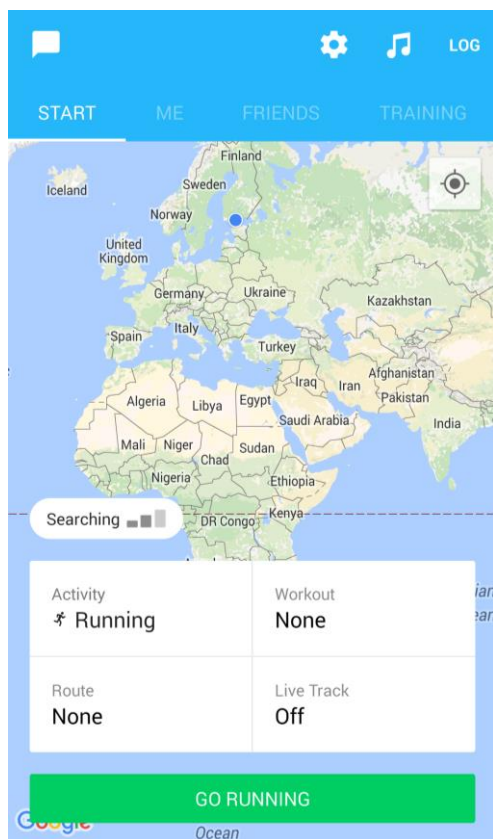 LOG
START ME FRIENDS TRAINING
Finland
Iceland
Sweden
Norway
United
Kingdom
Germany
Ukraine
Kazakhstan
Spain
Italy
Turkey
Afghanistan
Iraq
Iran
Pakistan
Algeria
Libya
Egypt
Saudi Arabia
India
Mali
Niger
Chad
Sudan
Nigeria
Ethiopia
Searching
DR Congo
Kenya
Activity
Running
Workout
None
Route
None
Live Track
Off
GO RUNNING
Google
Ocean